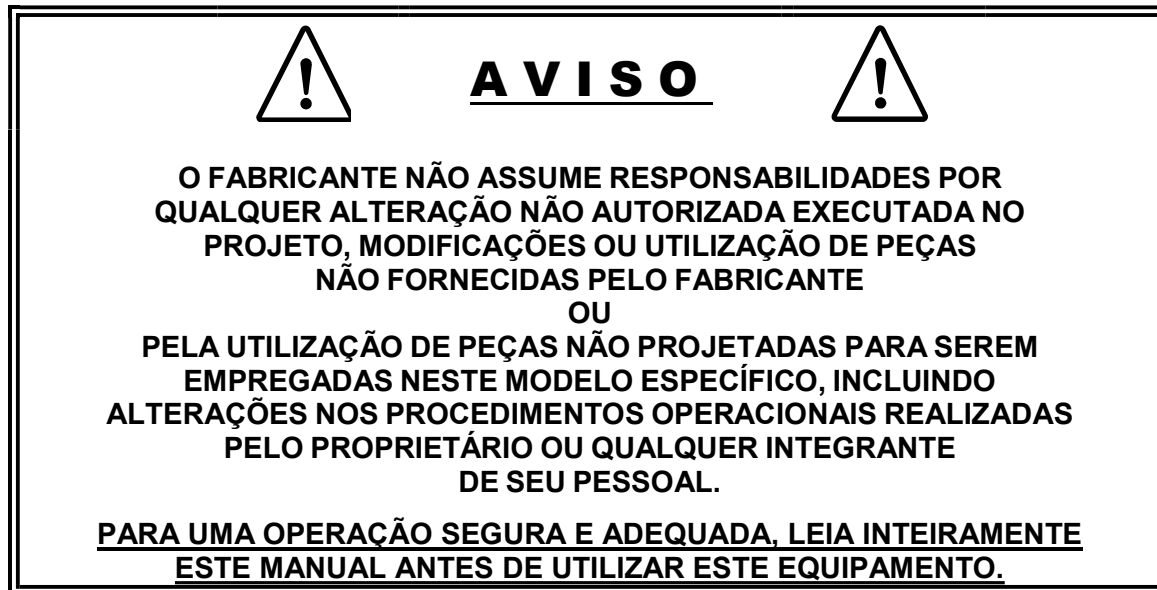 A V I S O
O FABRICANTE NÃO ASSUME RESPONSABILIDADES POR
QUALQUER ALTERAÇÃO NÃO AUTORIZADA EXECUTADA NO
PROJETO, MODIFICAÇÕES OU UTILIZAÇÃO DE PEÇAS
NÃO FORNECIDAS PELO FABRICANTE
OU
PELA UTILIZAÇÃO DE PEÇAS NÃO PROJETADAS PARA SEREM
EMPREGADAS NESTE MODELO ESPECÍFICO, INCLUINDO
ALTERAÇÕES NOS PROCEDIMENTOS OPERACIONAIS REALIZADAS
PELO PROPRIETÁRIO OU QUALQUER INTEGRANTE
DE SEU PESSOAL.
PARA UMA OPERAÇÃO SEGURA E ADEQUADA, LEIA INTEIRAMENTE
ESTE MANUAL ANTES DE UTILIZAR ESTE EQUIPAMENTO.